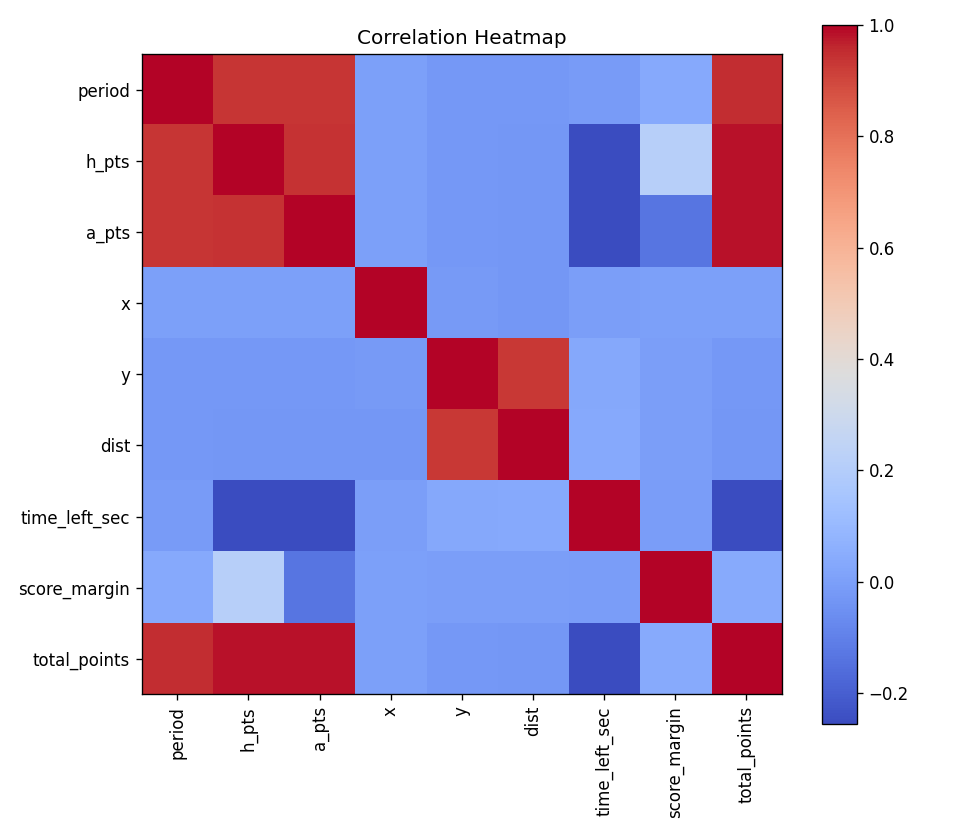 Correlation Heatmap
period
h_pts
a_pts
x
y
dist
time_left_sec
score_margin
total_points
period
h_pts
a_pts
x
y
dist
time_left_sec
score_margin
total_points
1.0
0.8
0.6
0.4
0.2
0.0
−0.2